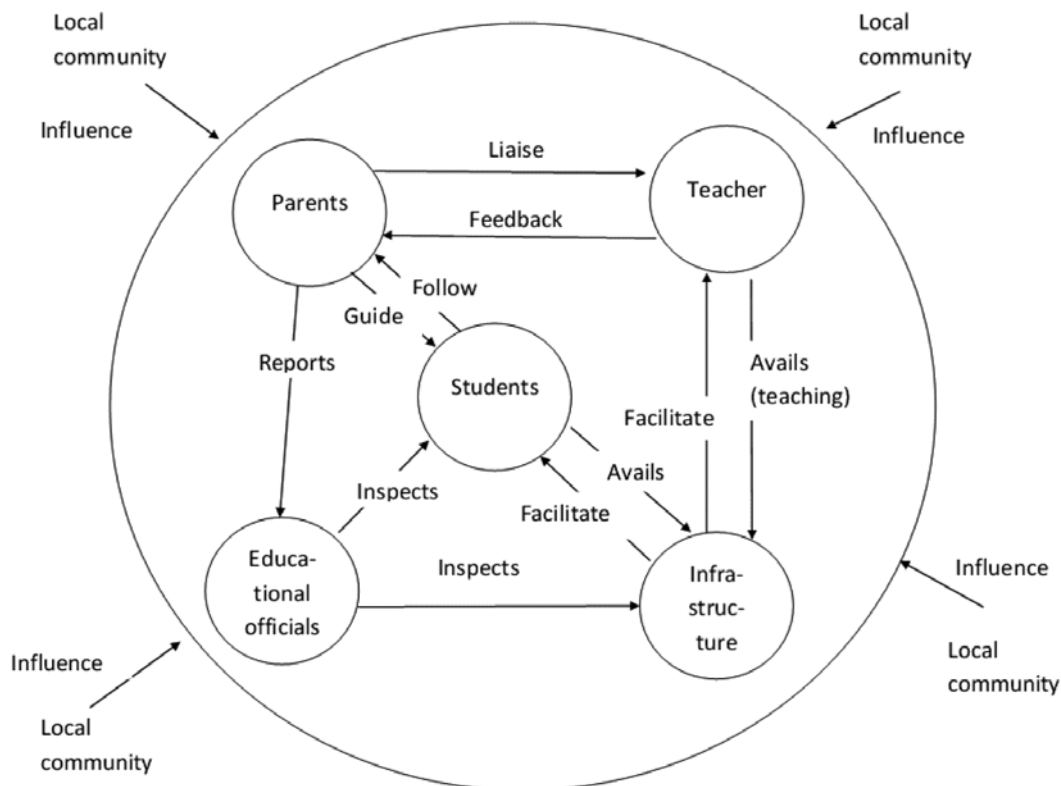 Local
community
Influence
Local
community
Influence
Liaise
Parents
Teacher
Feedback
Follow
Guide
Reports
Students
Avails
(teaching)
Facilitate
Avails
Inspects
Facilitate
Educa-
tional
officials
Inspects
Infra-
struc-
ture
Influence
Local
community
Influence
Local
community